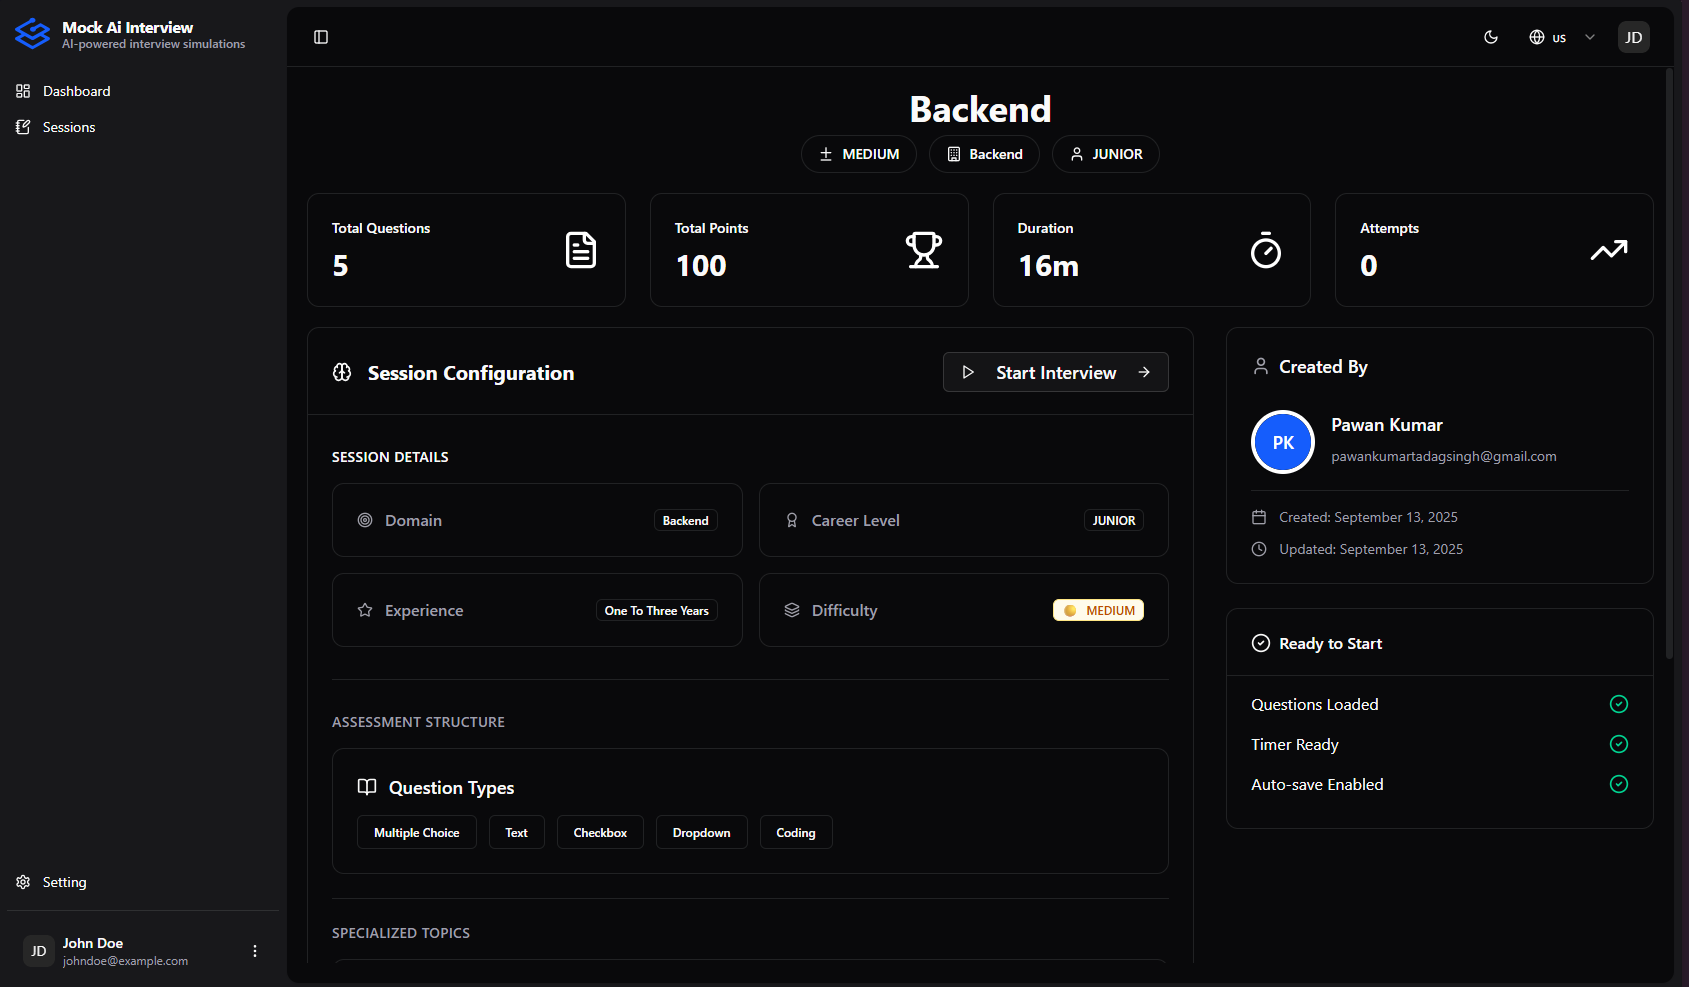 Mock Ai Interview
AI-powered interview simulations
Dashboard
Sessions
Setting
JD
John Doe
johndoe@example.com
us
JD
Backend
MEDIUM
Backend
JUNIOR
Total Questions
5
Total Points
100
Duration
16m
Attempts
0
Session Configuration
Start Interview
SESSION DETAILS
Domain
Backend
Career Level
JUNIOR
Experience
One To Three Years
Difficulty
MEDIUM
ASSESSMENT STRUCTURE
Question Types
Multiple Choice
Text
Checkbox
Dropdown
Coding
SPECIALIZED TOPICS
Created By
PK
Pawan Kumar
pawankumartadagsingh@gmail.com
Created: September 13, 2025
Updated: September 13, 2025
Ready to Start
Questions Loaded
Timer Ready
Auto-save Enabled